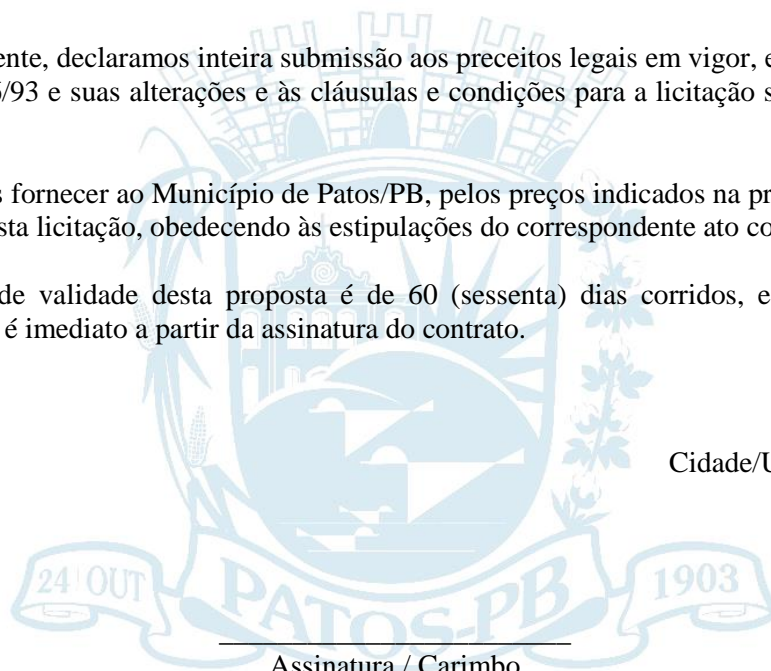 ente, declaramos inteira submissão aos preceitos legais em vigor, e
/93 e suas alterações e às cláusulas e condições para a licitação s
s fornecer ao Município de Patos/PB, pelos preços indicados na pr
sta licitação, obedecendo às estipulações do correspondente ato co
de validade desta proposta é de 60 (sessenta) dias corridos, e
é imediato a partir da assinatura do contrato.
Cidade/U
24 OUT
PATOS-PB
1903
Assinatura / Carimbo